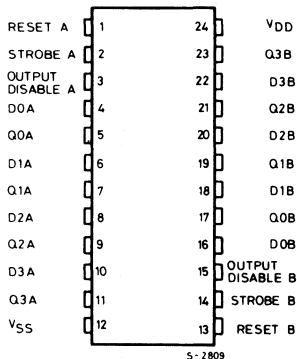 RESET A 1 24 VDD
STROBE A 2 23 Q3B
OUTPUT DISABLE A 3 22 D3B
D0A 4 21 Q2B
Q0A 5 20 D2B
D1A 6 19 Q1B
Q1A 7 18 D1B
D2A 8 17 Q0B
Q2A 9 16 D0B
D3A 10 15 OUTPUT DISABLE B
Q3A 11 14 STROBE B
VSS 12 13 RESET B
S-2809